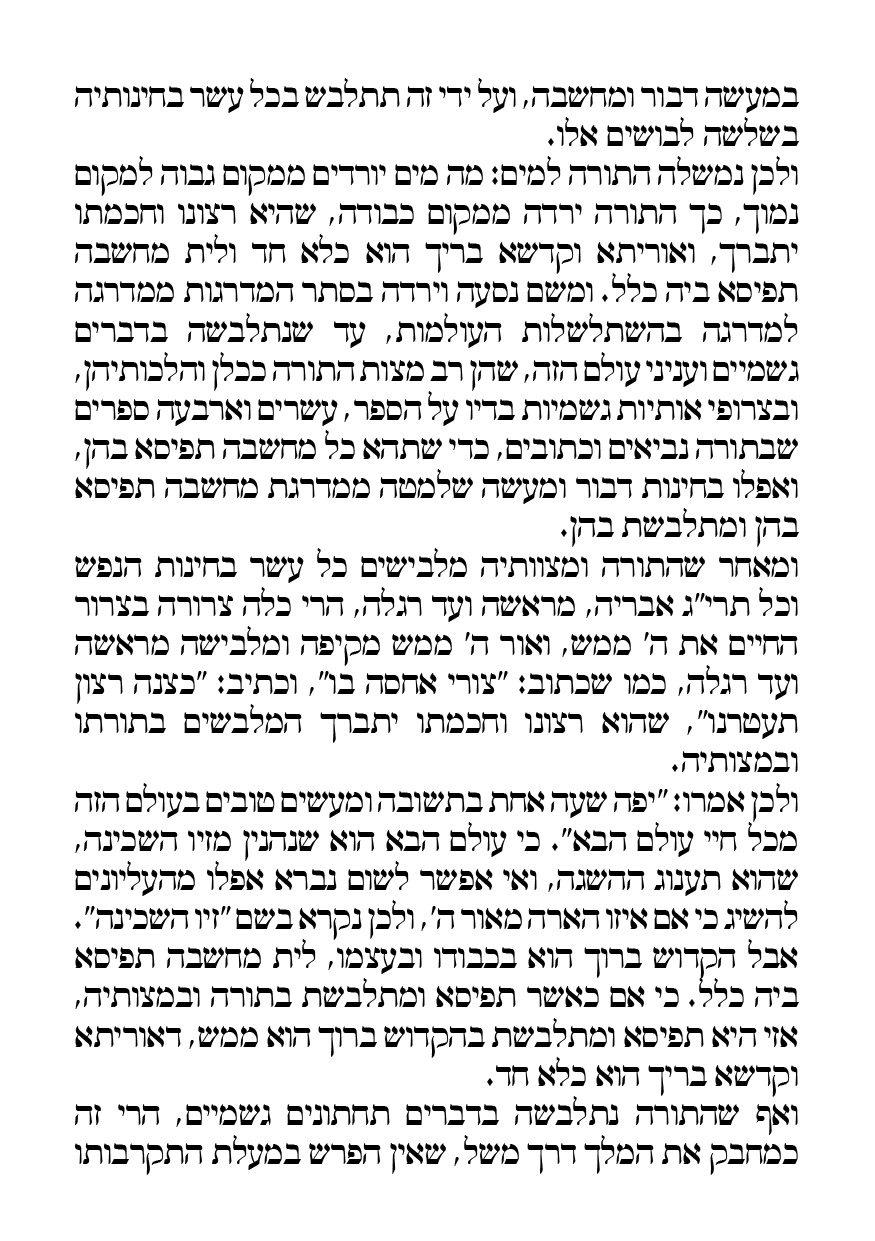 במעשה דבור ומחשבה, ועל ידי זה תתלבש בכל עשר בחינותיה
בשלשה לבושים אלו.
ולכן נמשלה התורה למים: מה מים יורדים ממקום גבוה למקום
נמוך, כך התורה ירדה ממקום כבודה, שהיא רצונו וחכמתו
יתברך, ואוריתא וקדשא בריך הוא כלא חד ולית מחשבה
תפיסא ביה כלל. ומשם נסעה וירדה בסתר המדרגות ממדרגה
למדרגה בהשתלשלות העולמות, עד שנתלבשה בדברים
גשמיים ועניני עולם הזה, שהן רב מצות התורה ככלן והלכותיהן,
ובצרופי אותיות גשמיות בדיו על הספר, עשרים וארבעה ספרים
שבתורה נביאים וכתובים, כדי שתהא כל מחשבה תפיסא בהן,
ואפלו בחינות דבור ומעשה שלמטה ממדרגת מחשבה תפיסא
בהן ומתלבשת בהן.
ומאחר שהתורה ומצוותיה מלבישים כל עשר בחינות הנפש
וכל תרי"ג אבריה, מראשה ועד רגלה, הרי כלה צרורה בצרור
החיים את ה' ממש, ואור ה' ממש מקיפה ומלבישה מראשה
ועד רגלה, כמו שכתוב: "צורי אחסה בו", וכתיב: "כצנה רצון
תעטרנו", שהוא רצונו וחכמתו יתברך המלבשים בתורתו
ובמצותיה.
ולכן אמרו: "יפה שעה אחת בתשובה ומעשים טובים בעולם הזה
מכל חיי עולם הבא". כי עולם הבא הוא שנהנין מזיו השכינה,
שהוא תענוג ההשגה, ואי אפשר לשום נברא אפלו מהעליונים
להשיג כי אם איזו הארה מאור ה', ולכן נקרא בשם "זיו השכינה".
אבל הקדוש ברוך הוא בכבודו ובעצמו, לית מחשבה תפיסא
ביה כלל. כי אם כאשר תפיסא ומתלבשת בתורה ובמצותיה,
אזי היא תפיסא ומתלבשת בהקדוש ברוך הוא ממש, דאוריתא
וקדשא בריך הוא כלא חד.
ואף שהתורה נתלבשה בדברים תחתונים גשמיים, הרי זה
כמחבק את המלך דרך משל, שאין הפרש במעלת התקרבותו